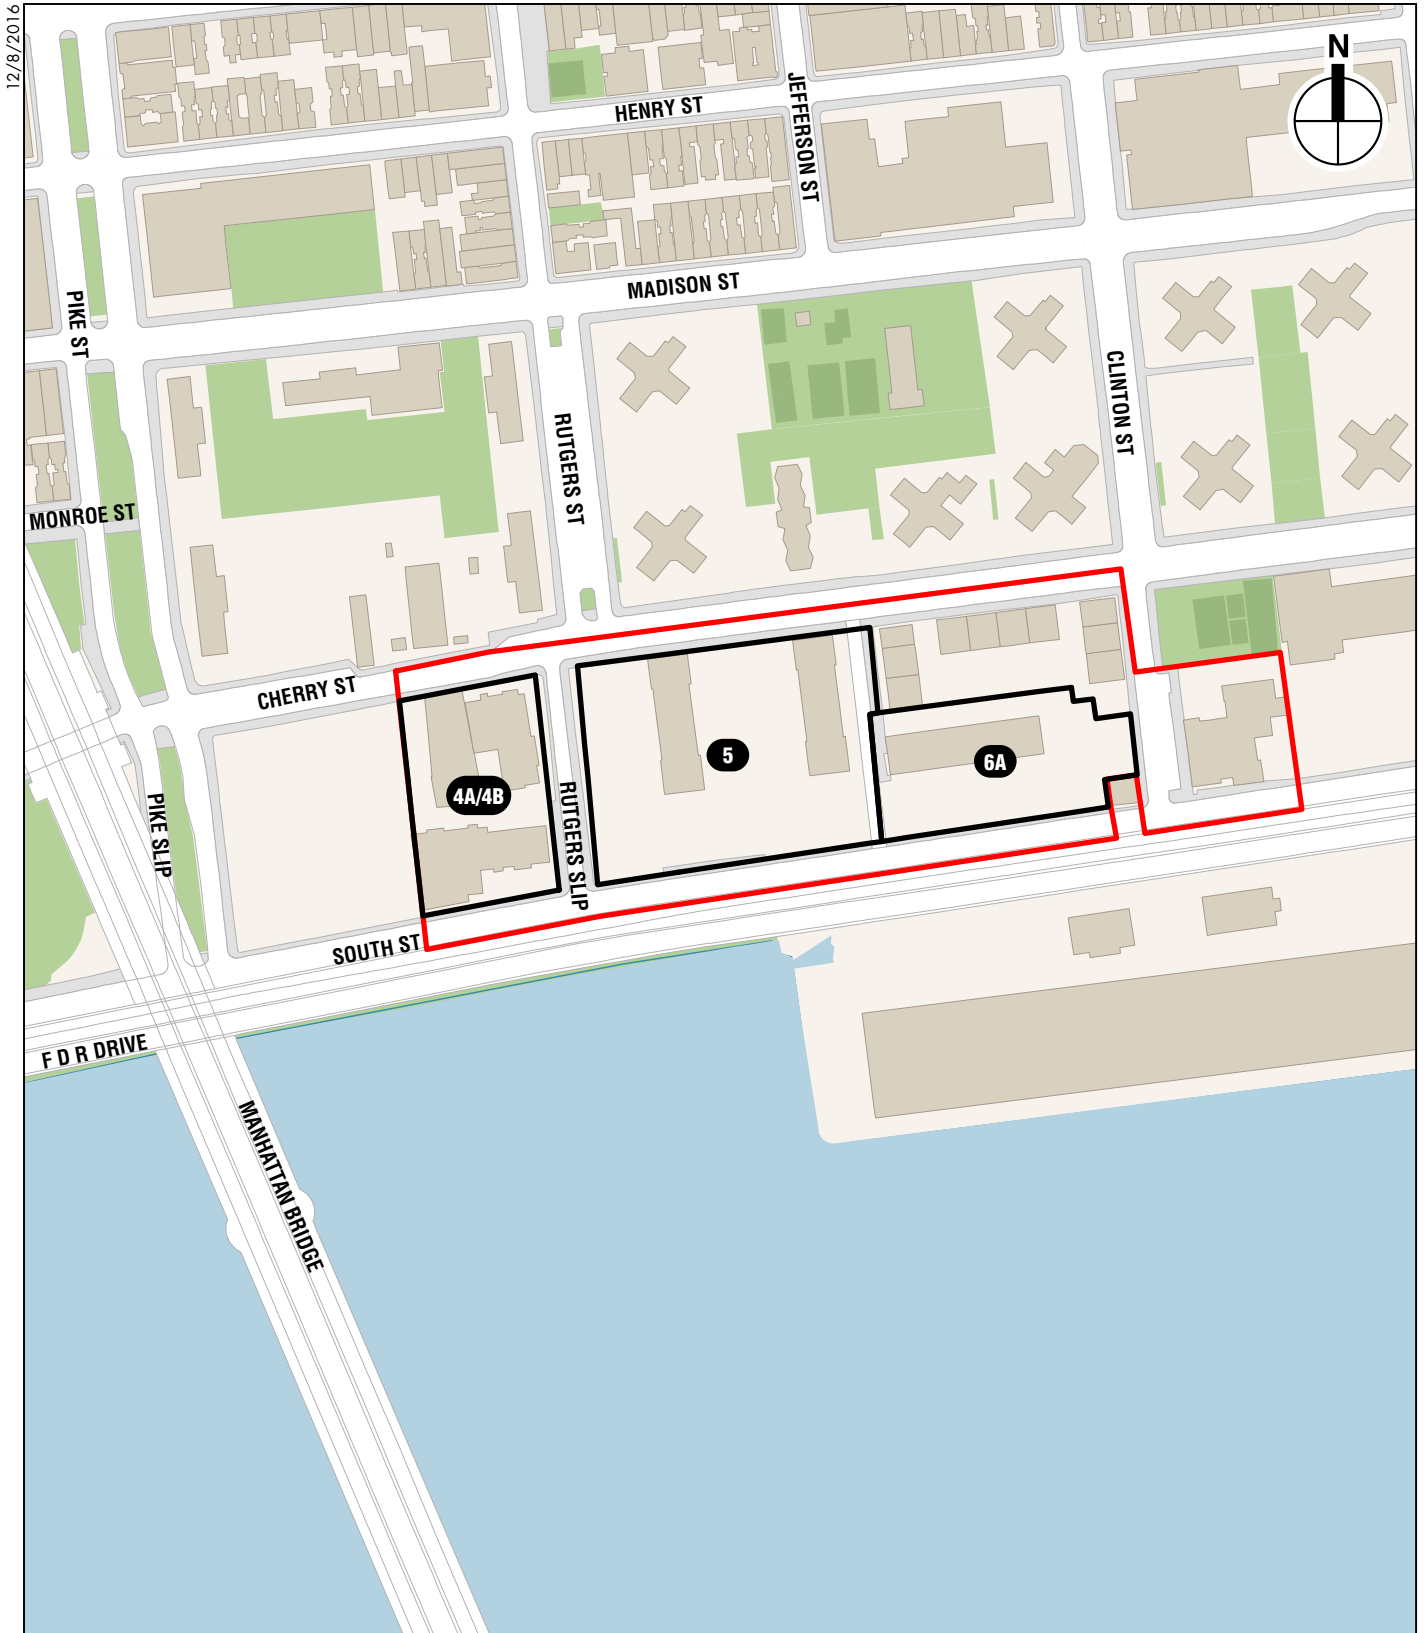 12/8/2016
N
HENRY ST
JEFFERSON ST
MADISON ST
PIKE ST
CLINTON ST
RUTGERS ST
MONROE ST
CHERRY ST
5
6A
4A/4B
PIKE SLIP
RUTGERS SLIP
SOUTH ST
F D R DRIVE
MANHATTAN BRIDGE